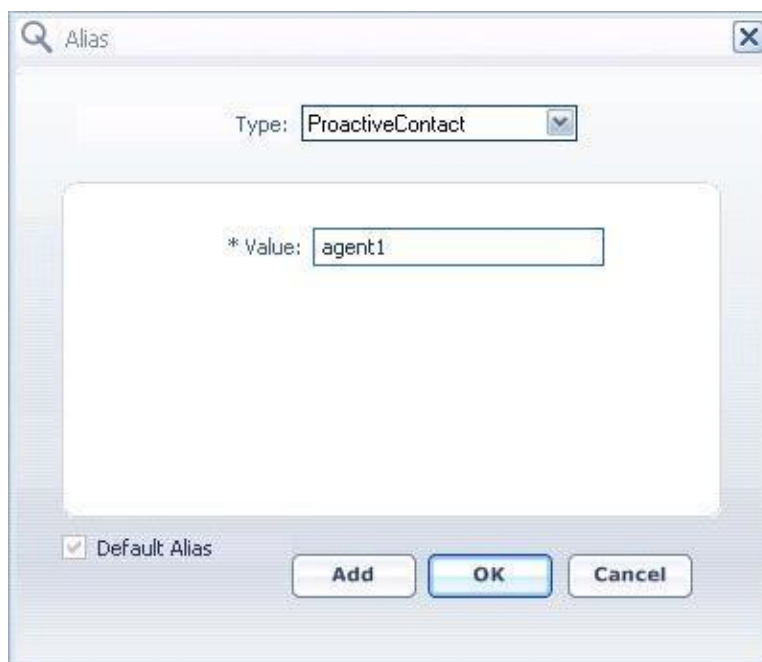 Alias
Type: ProactiveContact
* Value: agent1
Default Alias
Add OK Cancel